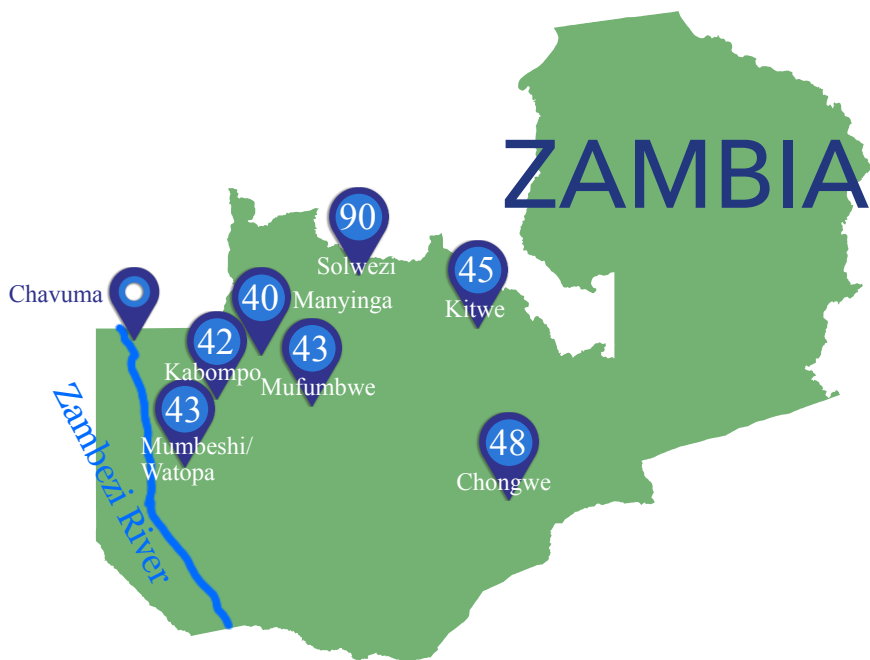 ZAMBIA
90
Solwezi
45
Kitwe
Chavuma
40
Manyinga
42
Kabompo
43
Mufumbwe
43
Mumbeshi/
Watopa
48
Chongwe
Zambezi River